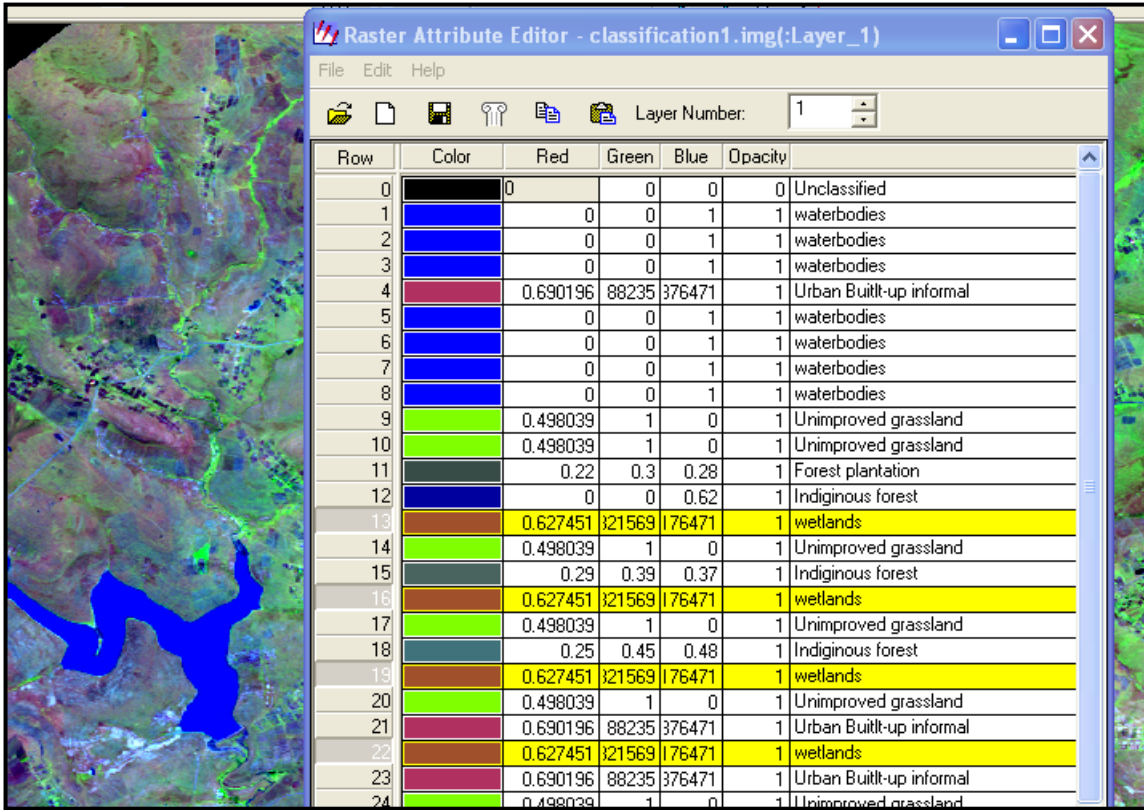 Raster Attribute Editor - classification1.img(:Layer_1)
File Edit Help
Layer Number: 1
Row Color Red Green Blue Opacity
0 0 0 0 0 Unclassified
1 0 0 1 1 waterbodies
2 0 0 1 1 waterbodies
3 0 0 1 1 waterbodies
4 0.690196 88235 376471 1 Urban Buitlt-up informal
5 0 0 1 1 waterbodies
6 0 0 1 1 waterbodies
7 0 0 1 1 waterbodies
8 0 0 1 1 waterbodies
9 0.498039 1 0 1 Unimproved grassland
10 0.498039 1 0 1 Unimproved grassland
11 0.22 0.3 0.28 1 Forest plantation
12 0 0 0.62 1 Indiginous forest
13 0.627451 321569 176471 1 wetlands
14 0.498039 1 0 1 Unimproved grassland
15 0.29 0.39 0.37 1 Indiginous forest
16 0.627451 321569 176471 1 wetlands
17 0.498039 1 0 1 Unimproved grassland
18 0.25 0.45 0.48 1 Indiginous forest
19 0.627451 321569 176471 1 wetlands
20 0.498039 1 0 1 Unimproved grassland
21 0.690196 88235 376471 1 Urban Buitlt-up informal
22 0.627451 321569 176471 1 wetlands
23 0.690196 88235 376471 1 Urban Buitlt-up informal
24 0.498039 1 0 1 Unimproved grassland